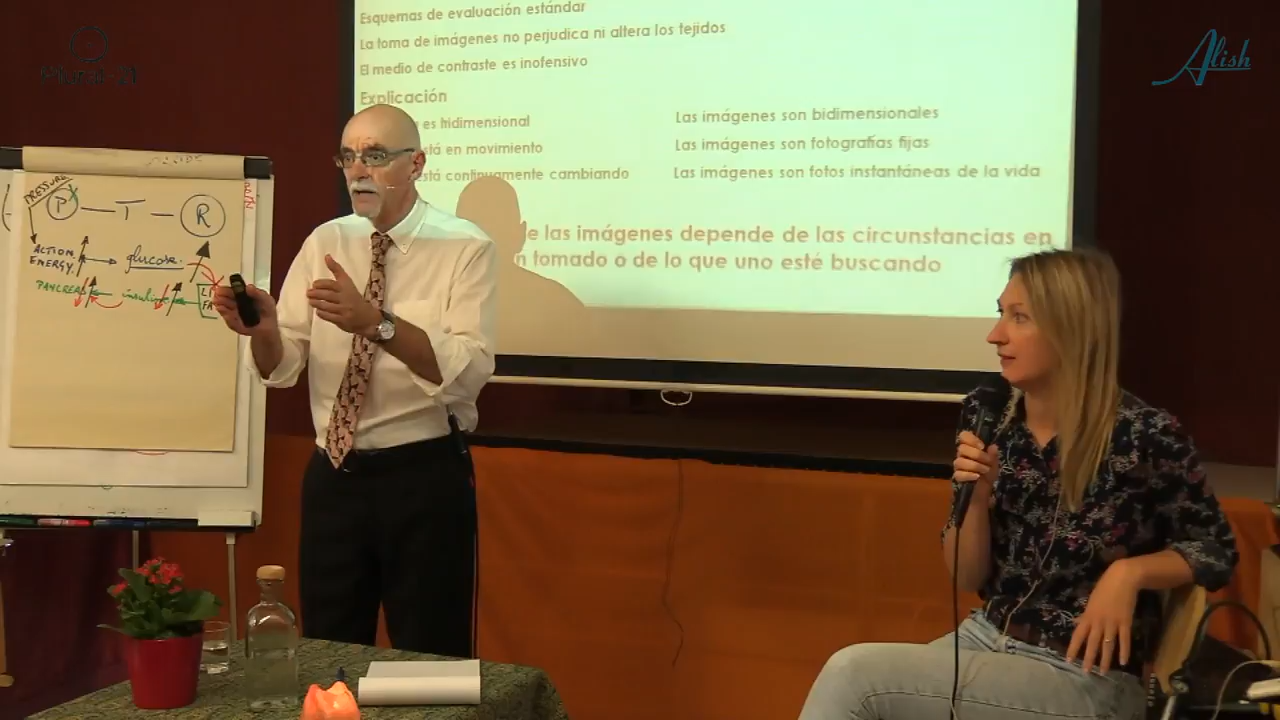 Esquemas de evaluación estándar
La toma de imágenes no perjudica ni altera los tejidos
El medio de contraste es inofensivo
Explicación
es tridimensional
Las imágenes son bidimensionales
está en movimiento
Las imágenes son fotografías fijas
está continuamente cambiando
Las imágenes son fotos instantáneas de la vida
las imágenes depende de las circunstancias en
tomado o de lo que uno esté buscando
Alish
PRESSURE
P — T — R
ACTION
ENERGY
glucose
PANCREAS
insulin